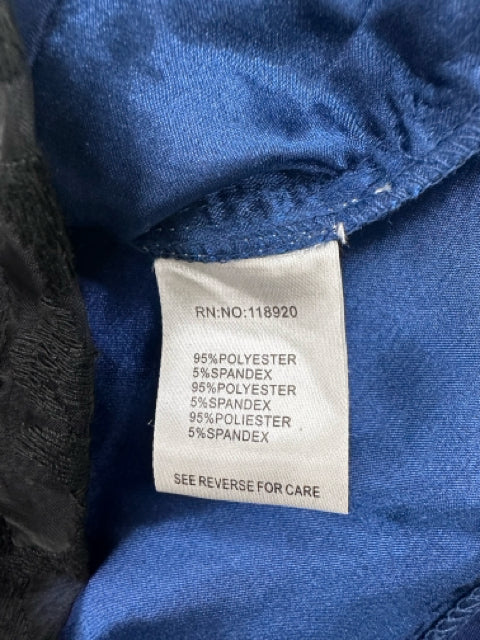 RN:NO:118920
95%POLYESTER
5%SPANDEX
95%POLYESTER
5%SPANDEX
95%POLIESTER
5%SPANDEX
SEE REVERSE FOR CARE